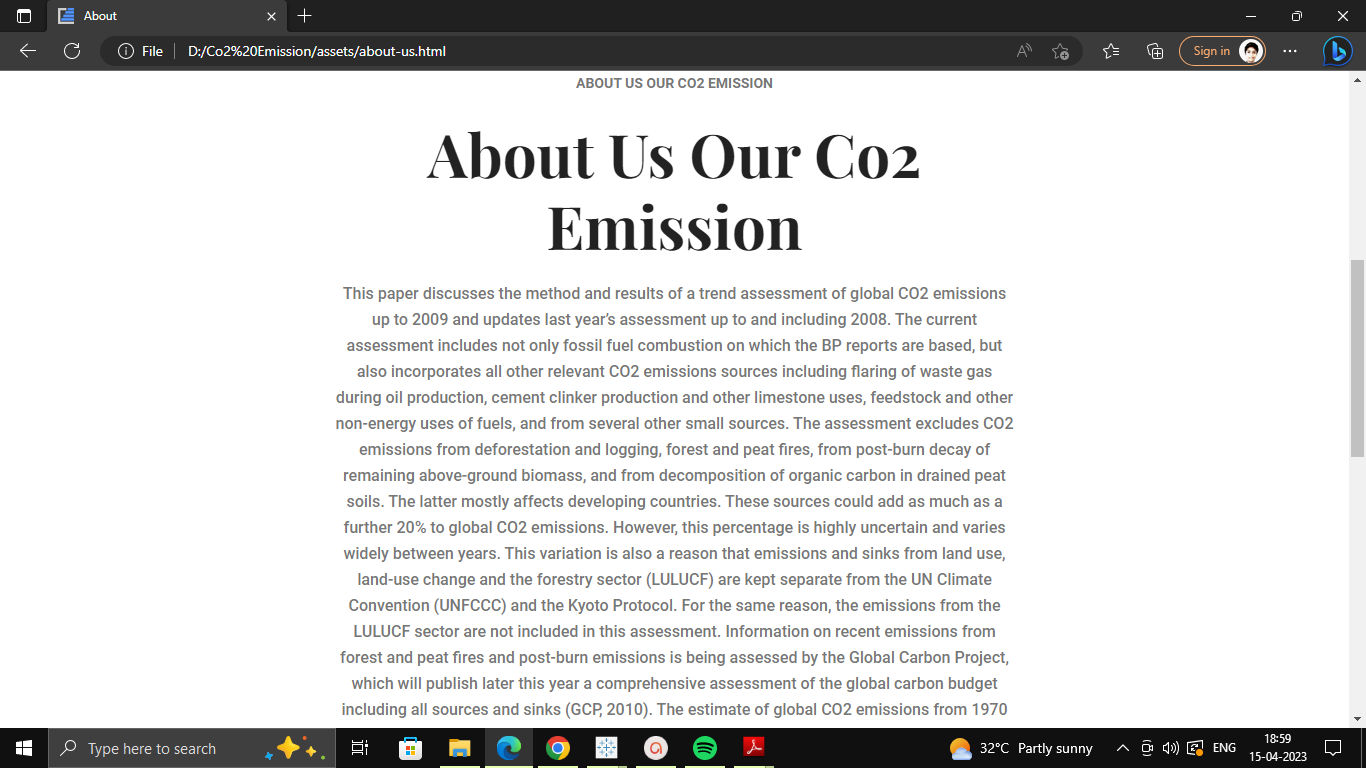 About
File
D:/Co2%20Emission/assets/about-us.html
Sign in
ABOUT US OUR CO2 EMISSION
About Us Our Co2
Emission
This paper discusses the method and results of a trend assessment of global CO2 emissions
up to 2009 and updates last year’s assessment up to and including 2008. The current
assessment includes not only fossil fuel combustion on which the BP reports are based, but
also incorporates all other relevant CO2 emissions sources including flaring of waste gas
during oil production, cement clinker production and other limestone uses, feedstock and other
non-energy uses of fuels, and from several other small sources. The assessment excludes CO2
emissions from deforestation and logging, forest and peat fires, from post-burn decay of
remaining above-ground biomass, and from decomposition of organic carbon in drained peat
soils. The latter mostly affects developing countries. These sources could add as much as a
further 20% to global CO2 emissions. However, this percentage is highly uncertain and varies
widely between years. This variation is also a reason that emissions and sinks from land use,
land-use change and the forestry sector (LULUCF) are kept separate from the UN Climate
Convention (UNFCCC) and the Kyoto Protocol. For the same reason, the emissions from the
LULUCF sector are not included in this assessment. Information on recent emissions from
forest and peat fires and post-burn emissions is being assessed by the Global Carbon Project,
which will publish later this year a comprehensive assessment of the global carbon budget
including all sources and sinks (GCP, 2010). The estimate of global CO2 emissions from 1970
Type here to search
32°C Partly sunny
ENG
18:59
15-04-2023